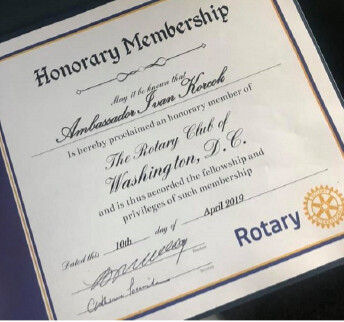 Honorary Membership
May it be known that
Ambassador Ivan Korcok
is hereby proclaimed an honorary member of
The Rotary Club of
Washington, D.C.
and is thus accorded the fellowship and
privileges of such membership
Dated this 10th day of April 2019
Rotary